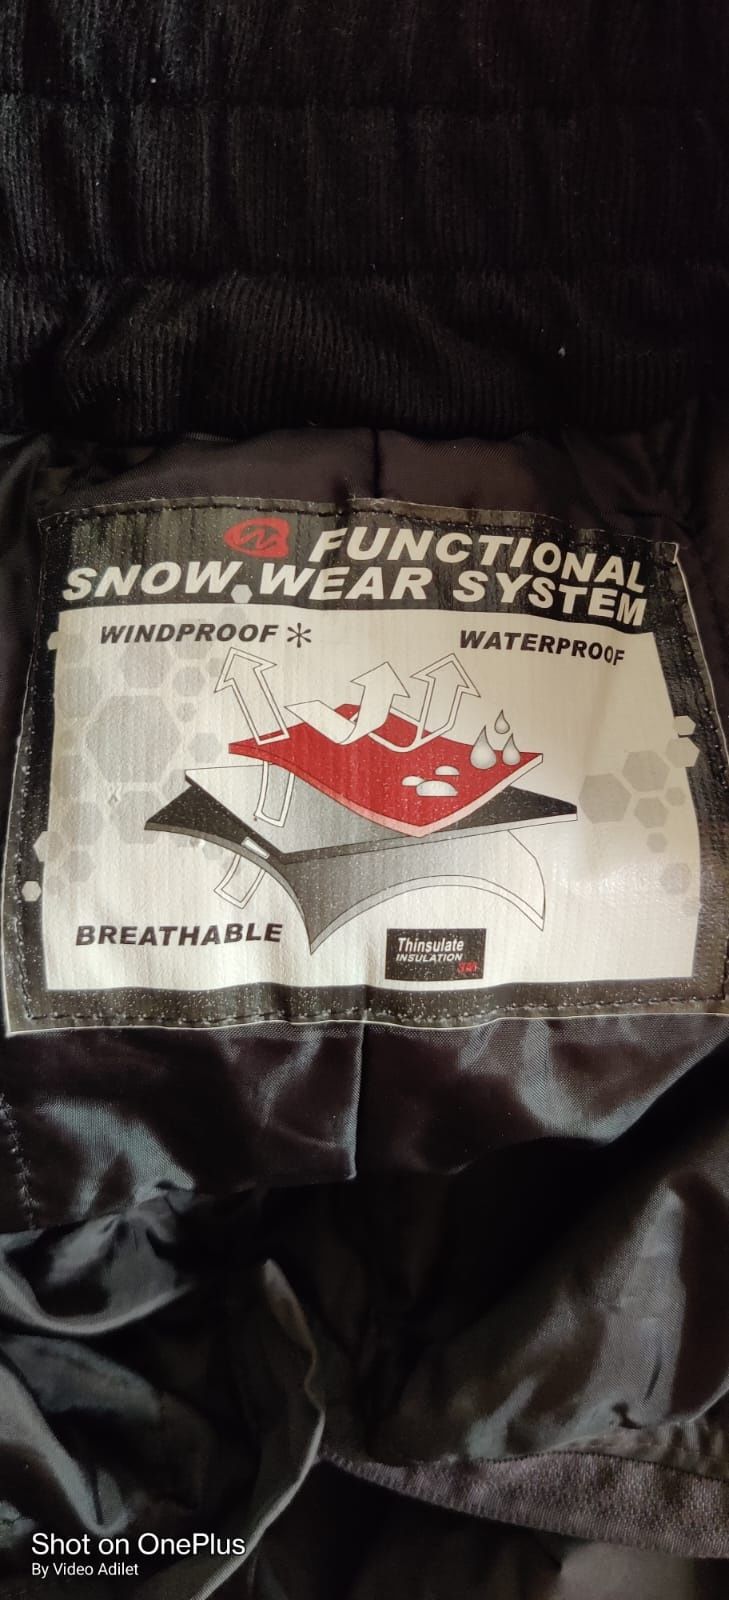 FUNCTIONAL
SNOW WEAR SYSTEM
WINDPROOF*
WATERPROOF
BREATHABLE
Thinsulate
INSULATION
Shot on OnePlus
By Video Adilet